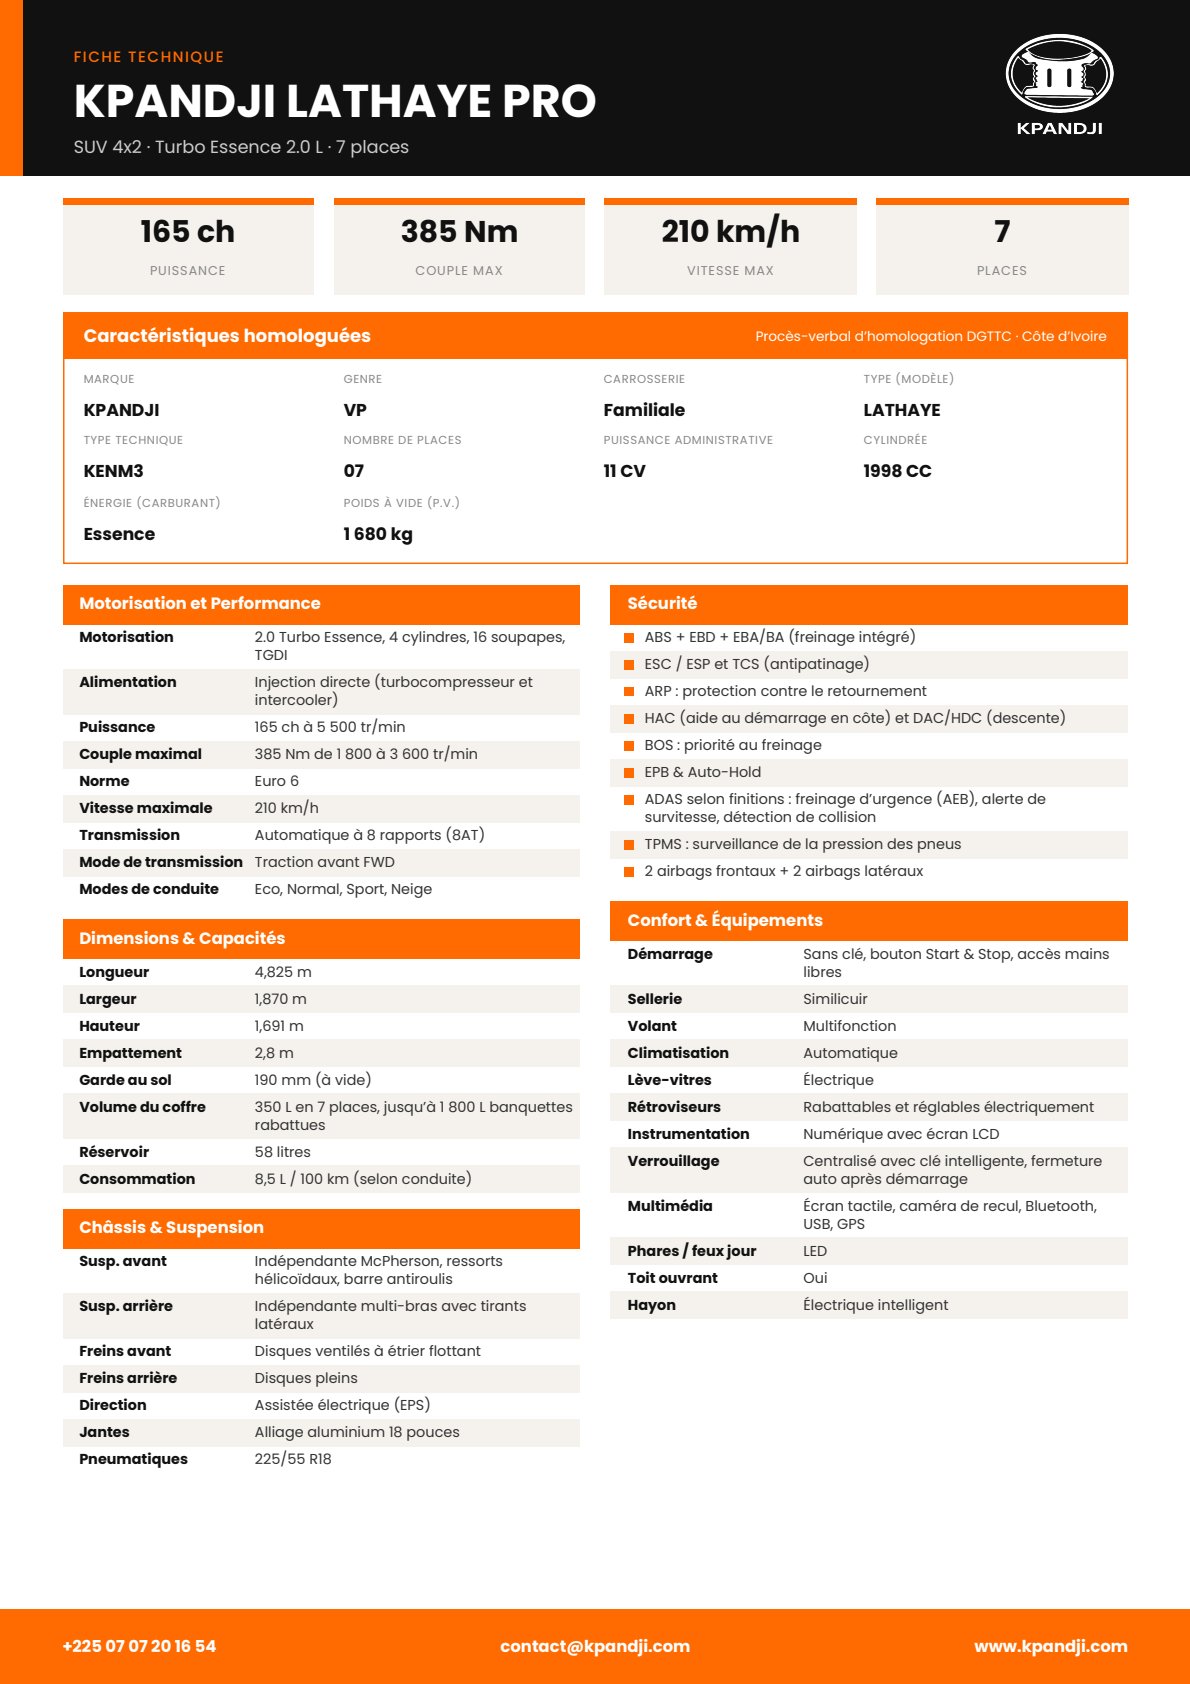 FICHE TECHNIQUE
KPANDJI LATHAYE PRO
SUV 4x2 · Turbo Essence 2.0 L · 7 places
KPANDJI
165 ch
PUISSANCE
385 Nm
COUPLE MAX
210 km/h
VITESSE MAX
7
PLACES
Caractéristiques homologuées
Procès-verbal d’homologation DGTTC · Côte d’Ivoire
MARQUE GENRE CARROSSERIE TYPE (MODÈLE)
KPANDJI VP Familiale LATHAYE
TYPE TECHNIQUE NOMBRE DE PLACES PUISSANCE ADMINISTRATIVE CYLINDRÉE
KENM3 07 11 CV 1998 CC
ÉNERGIE (CARBURANT) POIDS À VIDE (P.V.)
Essence 1 680 kg
Motorisation et Performance
Motorisation 2.0 Turbo Essence, 4 cylindres, 16 soupapes,
TGDI
Alimentation Injection directe (turbocompresseur et
intercooler)
Puissance 165 ch à 5 500 tr/min
Couple maximal 385 Nm de 1 800 à 3 600 tr/min
Norme Euro 6
Vitesse maximale 210 km/h
Transmission Automatique à 8 rapports (8AT)
Mode de transmission Traction avant FWD
Modes de conduite Eco, Normal, Sport, Neige
Dimensions & Capacités
Longueur 4,825 m
Largeur 1,870 m
Hauteur 1,691 m
Empattement 2,8 m
Garde au sol 190 mm (à vide)
Volume du coffre 350 L en 7 places, jusqu’à 1 800 L banquettes
rabattues
Réservoir 58 litres
Consommation 8,5 L / 100 km (selon conduite)
Châssis & Suspension
Susp. avant Indépendante McPherson, ressorts
hélicoïdaux, barre antiroulis
Susp. arrière Indépendante multi-bras avec tirants
latéraux
Freins avant Disques ventilés à étrier flottant
Freins arrière Disques pleins
Direction Assistée électrique (EPS)
Jantes Alliage aluminium 18 pouces
Pneumatiques 225/55 R18
Sécurité
ABS + EBD + EBA/BA (freinage intégré)
ESC / ESP et TCS (antipatinage)
ARP : protection contre le retournement
HAC (aide au démarrage en côte) et DAC/HDC (descente)
BOS : priorité au freinage
EPB & Auto-Hold
ADAS selon finitions : freinage d’urgence (AEB), alerte de
survitesse, détection de collision
TPMS : surveillance de la pression des pneus
2 airbags frontaux + 2 airbags latéraux
Confort & Équipements
Démarrage Sans clé, bouton Start & Stop, accès mains
libres
Sellerie Similicuir
Volant Multifonction
Climatisation Automatique
Lève-vitres Électrique
Rétroviseurs Rabattables et réglables électriquement
Instrumentation Numérique avec écran LCD
Verrouillage Centralisé avec clé intelligente, fermeture
auto après démarrage
Multimédia Écran tactile, caméra de recul, Bluetooth,
USB, GPS
Phares / feux jour LED
Toit ouvrant Oui
Hayon Électrique intelligent
+225 07 07 20 16 54
contact@kpandji.com
www.kpandji.com